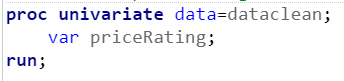 proc univariate data=dataclean;
    var priceRating;
run;